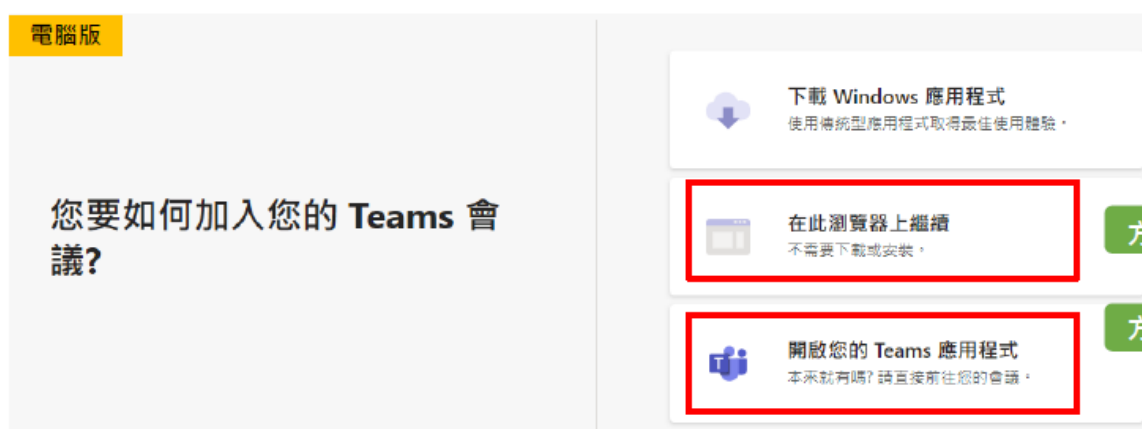 電腦版
您要如何加入您的 Teams 會
議?
下載 Windows 應用程式
使用傳統型應用程式取得最佳使用體驗。
在此瀏覽器上繼續
不需要下載或安裝。
方
開啟您的 Teams 應用程式
本來就有嗎? 請直接前往您的會議。
方